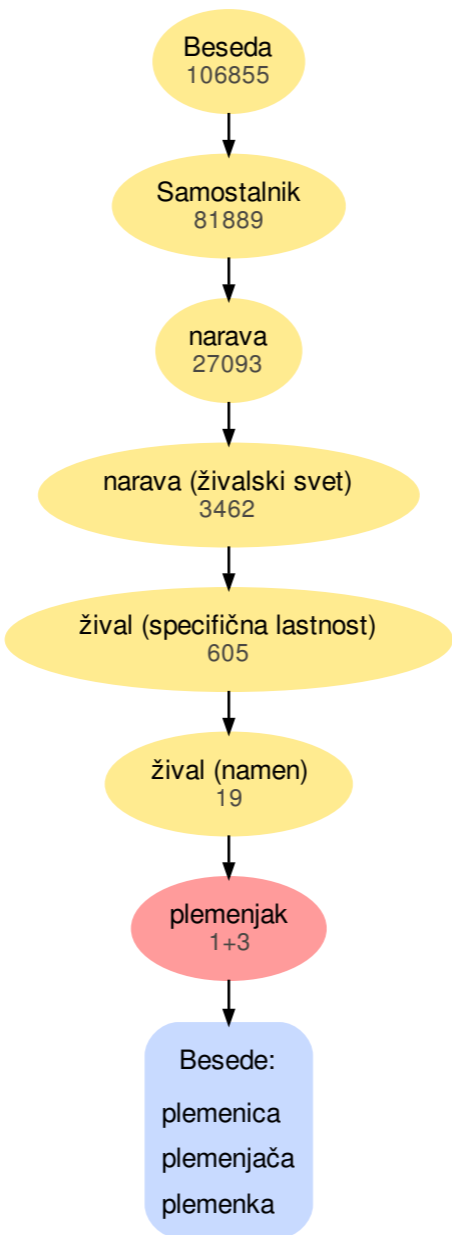 Beseda
106855
Samostalnik
81889
narava
27093
narava (živalski svet)
3462
žival (specifična lastnost)
605
žival (namen)
19
plemenjak
1+3
Besede:
plemenica
plemenjača
plemenka